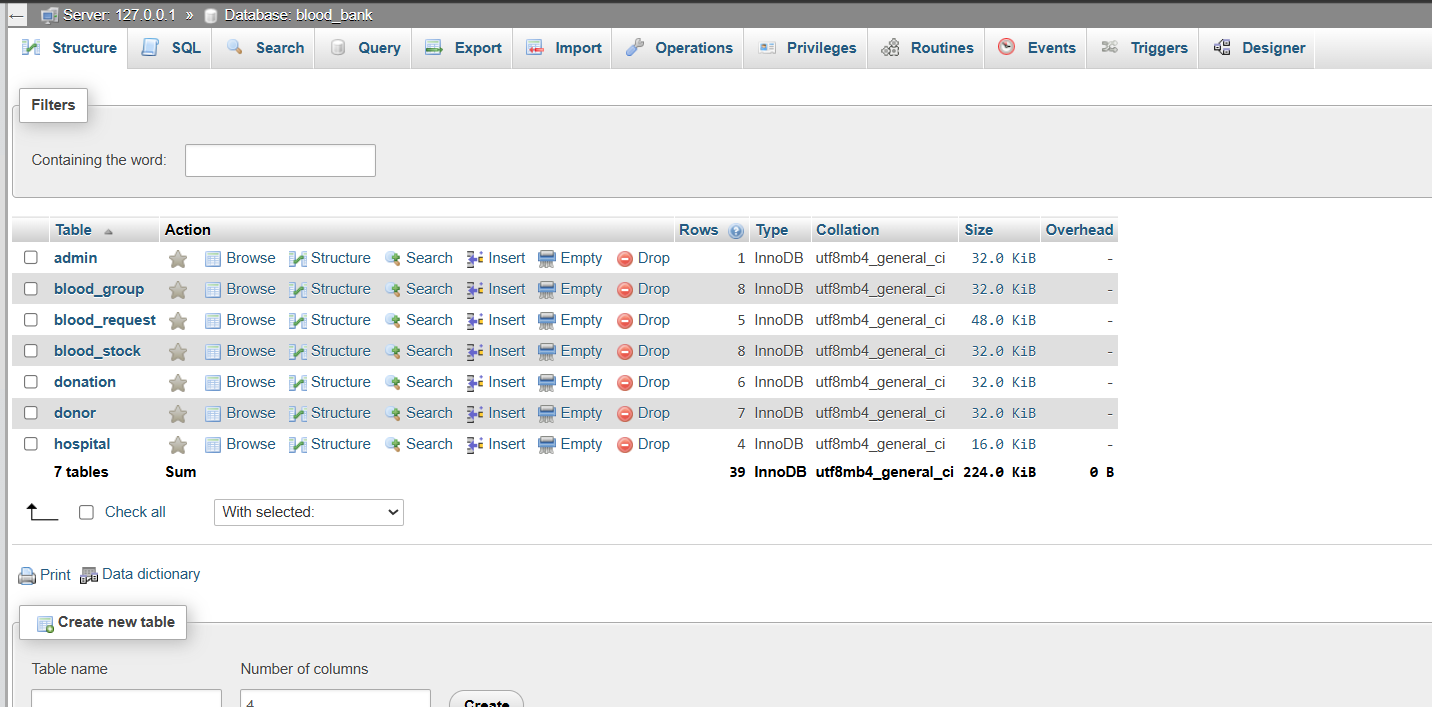 Server: 127.0.0.1 » Database: blood_bank
Structure SQL Search Query Export Import Operations Privileges Routines Events Triggers Designer
Filters
Containing the word:
Table Action Rows Type Collation Size Overhead
admin Browse Structure Search Insert Empty Drop 1 InnoDB utf8mb4_general_ci 32.0 KiB -
blood_group Browse Structure Search Insert Empty Drop 8 InnoDB utf8mb4_general_ci 32.0 KiB -
blood_request Browse Structure Search Insert Empty Drop 5 InnoDB utf8mb4_general_ci 48.0 KiB -
blood_stock Browse Structure Search Insert Empty Drop 8 InnoDB utf8mb4_general_ci 32.0 KiB -
donation Browse Structure Search Insert Empty Drop 6 InnoDB utf8mb4_general_ci 32.0 KiB -
donor Browse Structure Search Insert Empty Drop 7 InnoDB utf8mb4_general_ci 32.0 KiB -
hospital Browse Structure Search Insert Empty Drop 4 InnoDB utf8mb4_general_ci 16.0 KiB -
7 tables Sum 39 InnoDB utf8mb4_general_ci 224.0 KiB 0 B
Check all With selected:
Print Data dictionary
Create new table
Table name Number of columns
4 Create